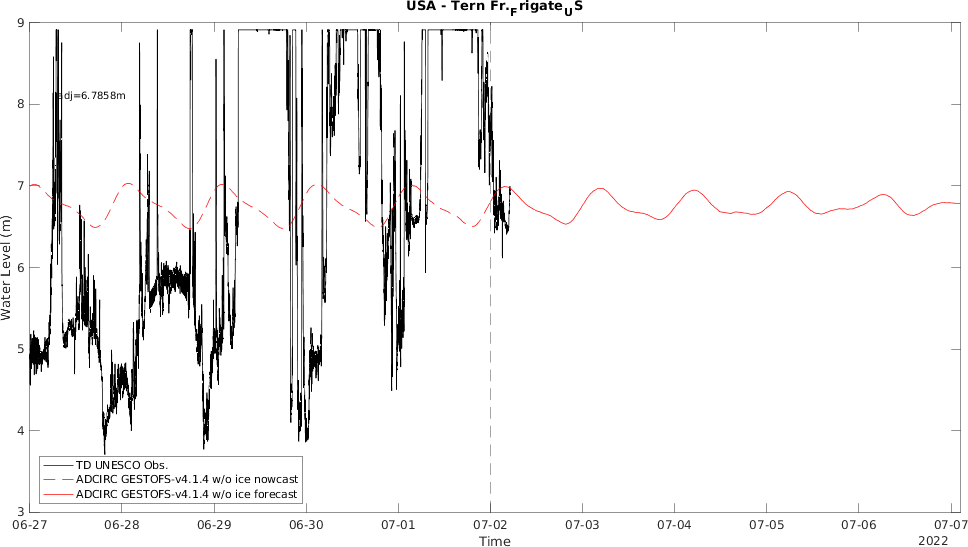 USA - Tern Fr.FrigateUS
9
8
7
6
5
4
3
Water Level (m)
adj=6.7858m
TD UNESCO Obs.
ADCIRC GESTOFS-v4.1.4 w/o ice nowcast
ADCIRC GESTOFS-v4.1.4 w/o ice forecast
06-27 06-28 06-29 06-30 07-01 07-02 07-03 07-04 07-05 07-06 07-07
Time
2022